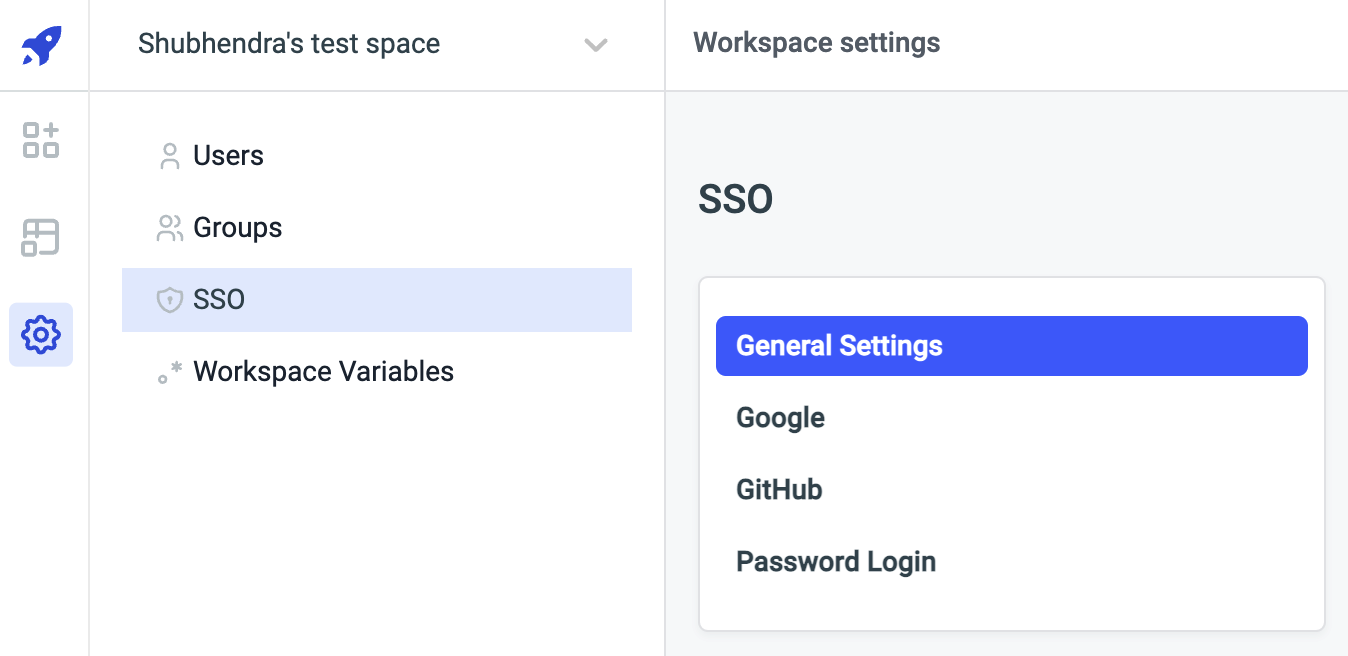 Shubhendra's test space
Workspace settings
Users
Groups
SSO
Workspace Variables
SSO
General Settings
Google
GitHub
Password Login